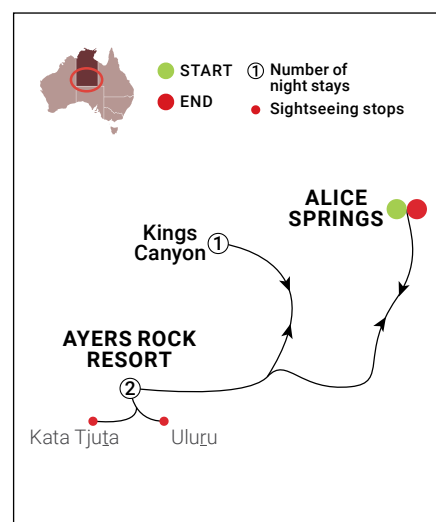 START
END
① Number of
night stays
Sightseeing stops
ALICE
SPRINGS
Kings
Canyon ①
AYERS ROCK
RESORT
②
Kata Tjuṯa
Uluṟu